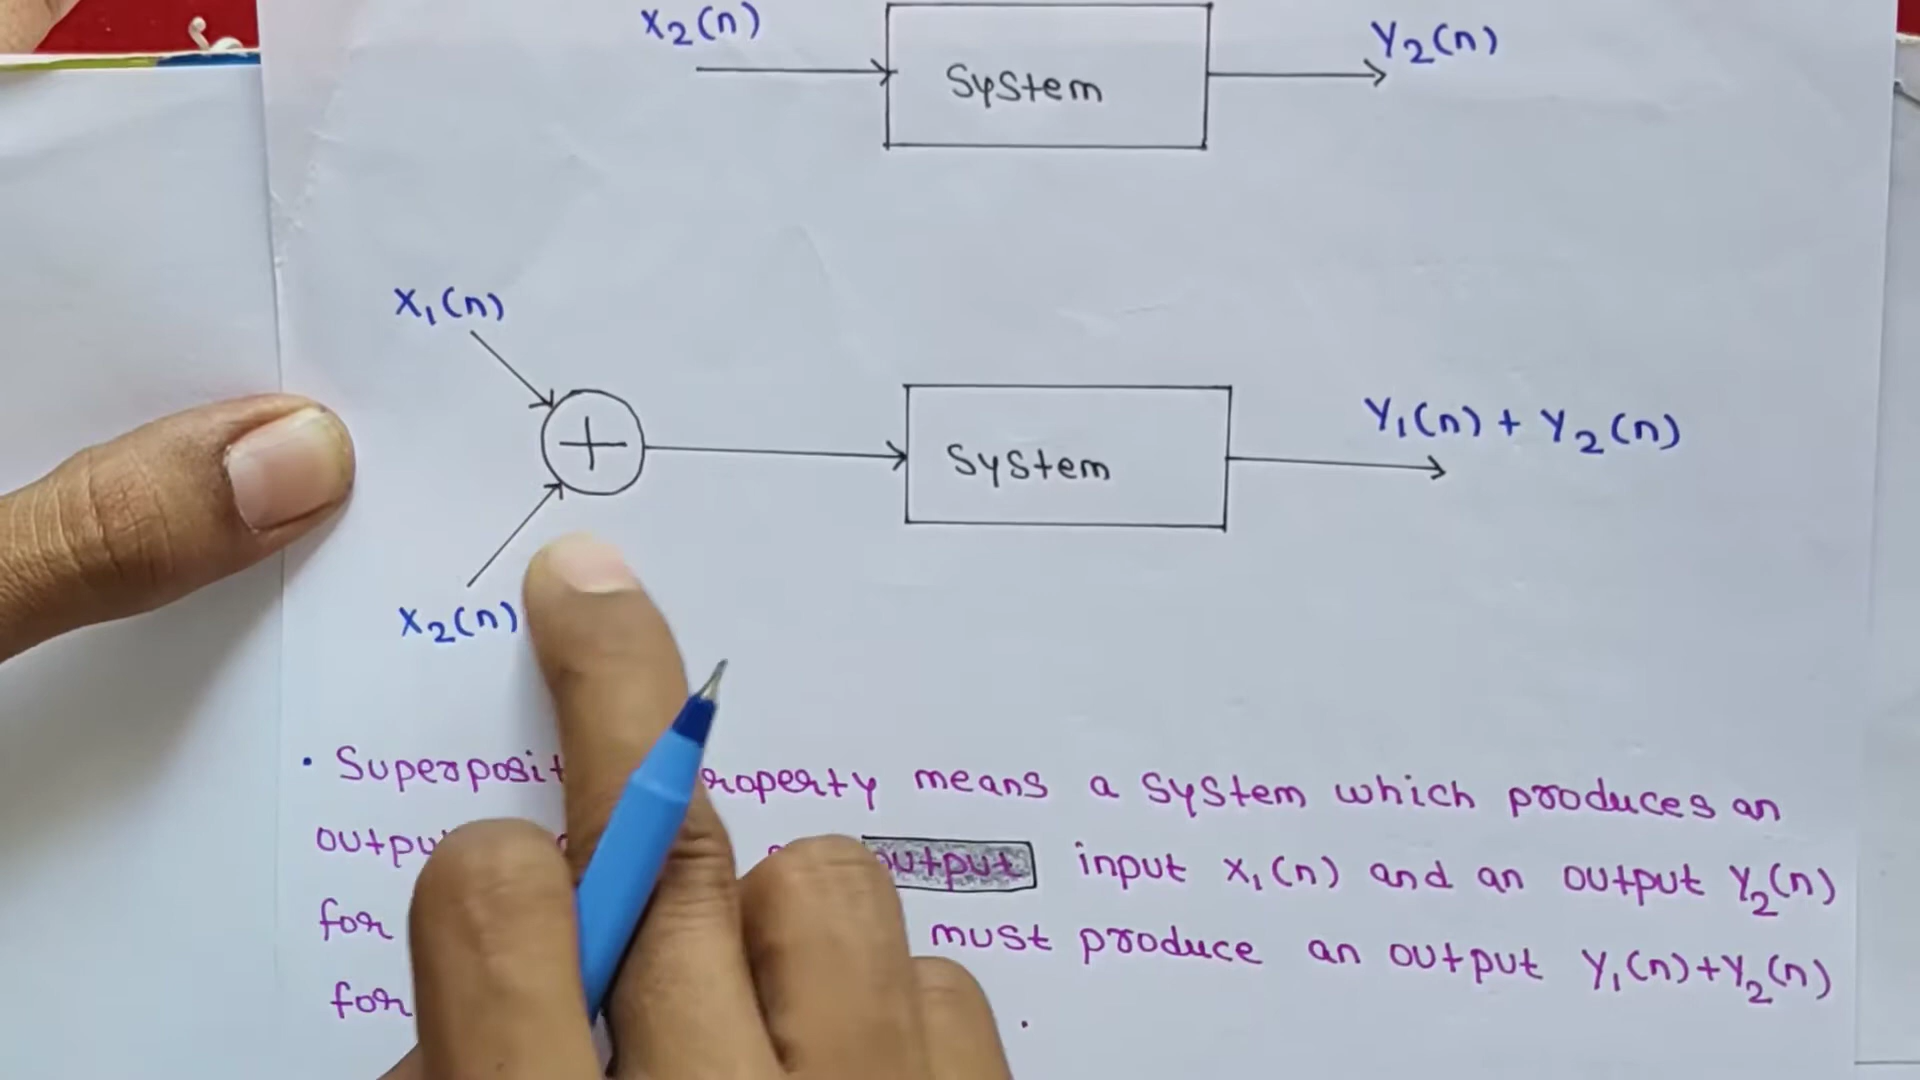 x2(n)
System
y2(n)
x1(n)
System
y1(n) + y2(n)
x2(n)
• Superposit roperty means a system which produces an
outpu output input x1(n) and an output y2(n)
for must produce an output y1(n)+y2(n)
for .